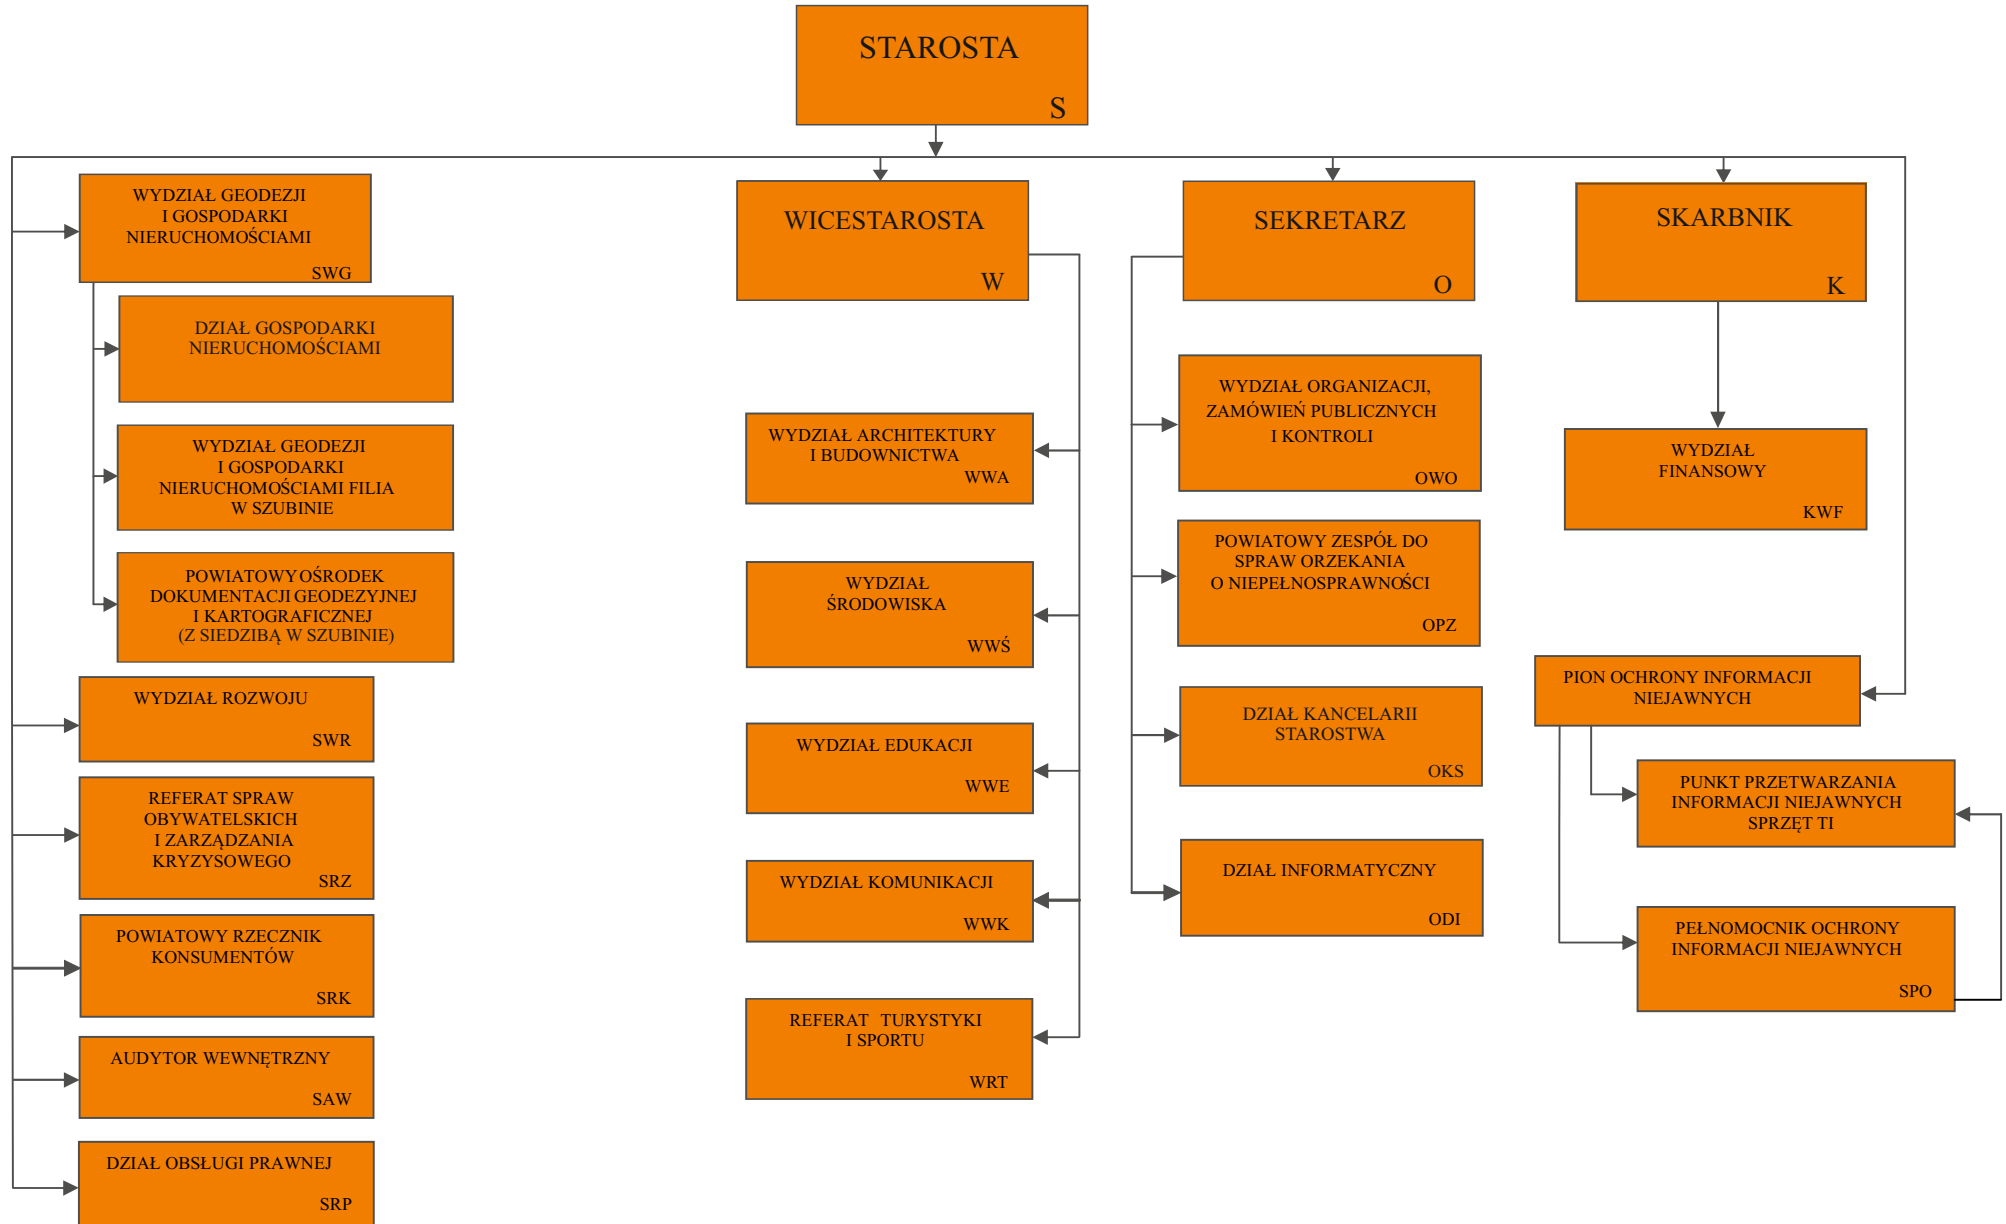 STAROSTA
S
WYDZIAŁ GEODEZJI
I GOSPODARKI
NIERUCHOMOŚCIAMI
SWG
DZIAŁ GOSPODARKI
NIERUCHOMOŚCIAMI
WYDZIAŁ GEODEZJI
I GOSPODARKI
NIERUCHOMOŚCIAMI FILIA
W SZUBINIE
POWIATOWY OŚRODEK
DOKUMENTACJI GEODEZYJNEJ
I KARTOGRAFICZNEJ
(Z SIEDZIBĄ W SZUBINIE)
WYDZIAŁ ROZWOJU
SWR
REFERAT SPRAW
OBYWATELSKICH
I ZARZĄDZANIA
KRYZYSOWEGO
SRZ
POWIATOWY RZECZNIK
KONSUMENTÓW
SRK
AUDYTOR WEWNĘTRZNY
SAW
DZIAŁ OBSŁUGI PRAWNEJ
SRP
WICESTAROSTA
W
WYDZIAŁ ARCHITEKTURY
I BUDOWNICTWA
WWA
WYDZIAŁ
ŚRODOWISKA
WWŚ
WYDZIAŁ EDUKACJI
WWE
WYDZIAŁ KOMUNIKACJI
WWK
REFERAT TURYSTYKI
I SPORTU
WRT
SEKRETARZ
O
WYDZIAŁ ORGANIZACJI,
ZAMÓWIEŃ PUBLICZNYCH
I KONTROLI
OWO
POWIATOWY ZESPÓŁ DO
SPRAW ORZEKANIA
O NIEPEŁNOSPRAWNOŚCI
OPZ
DZIAŁ KANCELARII
STAROSTWA
OKS
DZIAŁ INFORMATYCZNY
ODI
SKARBNIK
K
WYDZIAŁ
FINANSOWY
KWF
PION OCHRONY INFORMACJI
NIEJAWNYCH
PUNKT PRZETWARZANIA
INFORMACJI NIEJAWNYCH
SPRZĘT TI
PEŁNOMOCNIK OCHRONY
INFORMACJI NIEJAWNYCH
SPO